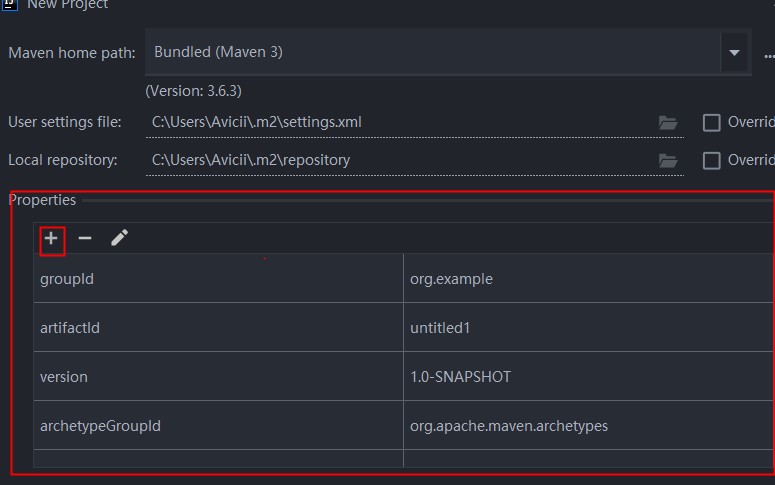 New Project
Maven home path: Bundled (Maven 3)
(Version: 3.6.3)
User settings file: C:\Users\Avicii\.m2\settings.xml Overrid
Local repository: C:\Users\Avicii\.m2\repository Overrid
Properties
groupId org.example
artifactId untitled1
version 1.0-SNAPSHOT
archetypeGroupId org.apache.maven.archetypes